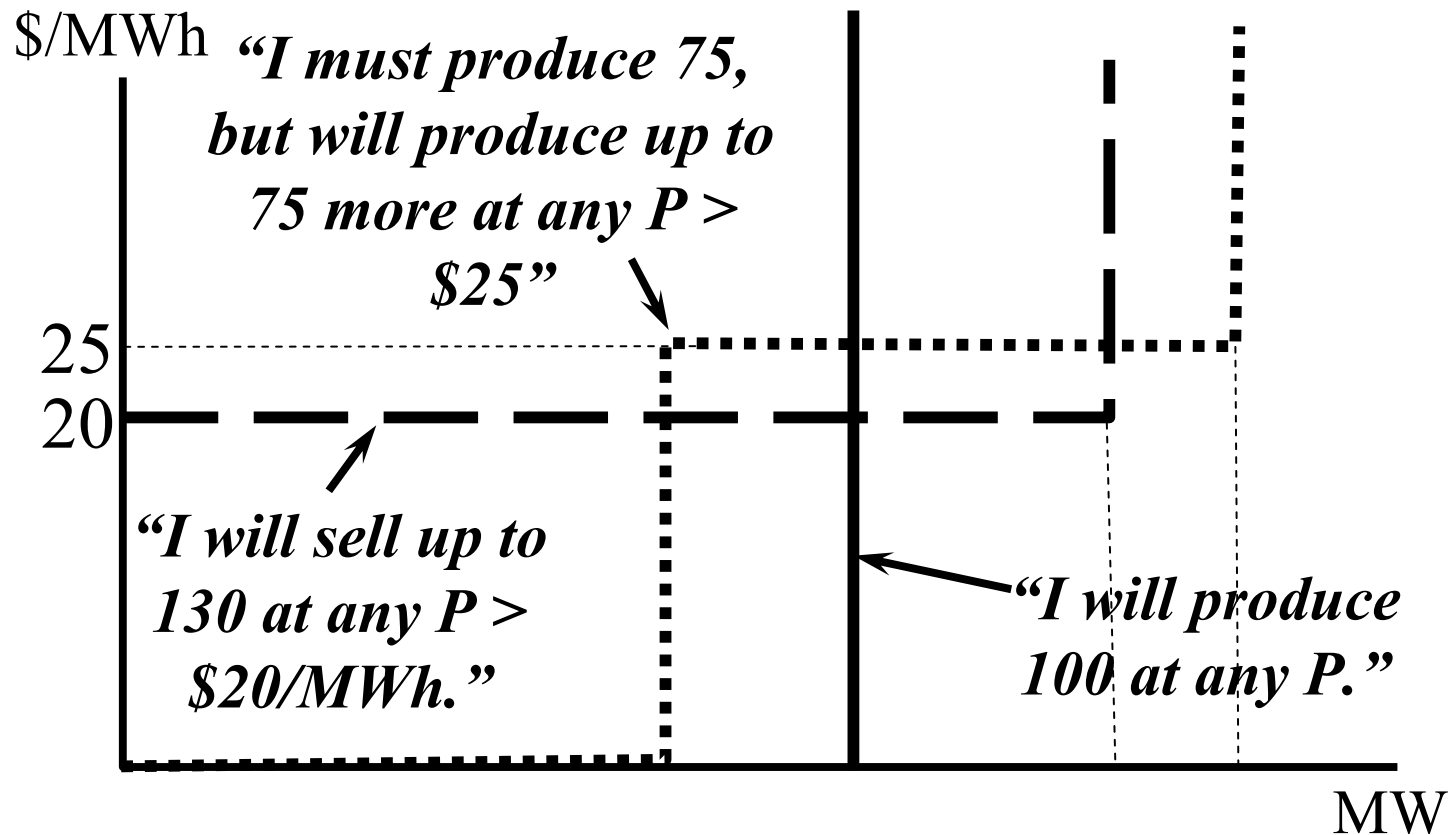 $/MWh
“I must produce 75,
but will produce up to
75 more at any P >
$25”
25
20
“I will sell up to
130 at any P >
$20/MWh.”
“I will produce
100 at any P.”
MW